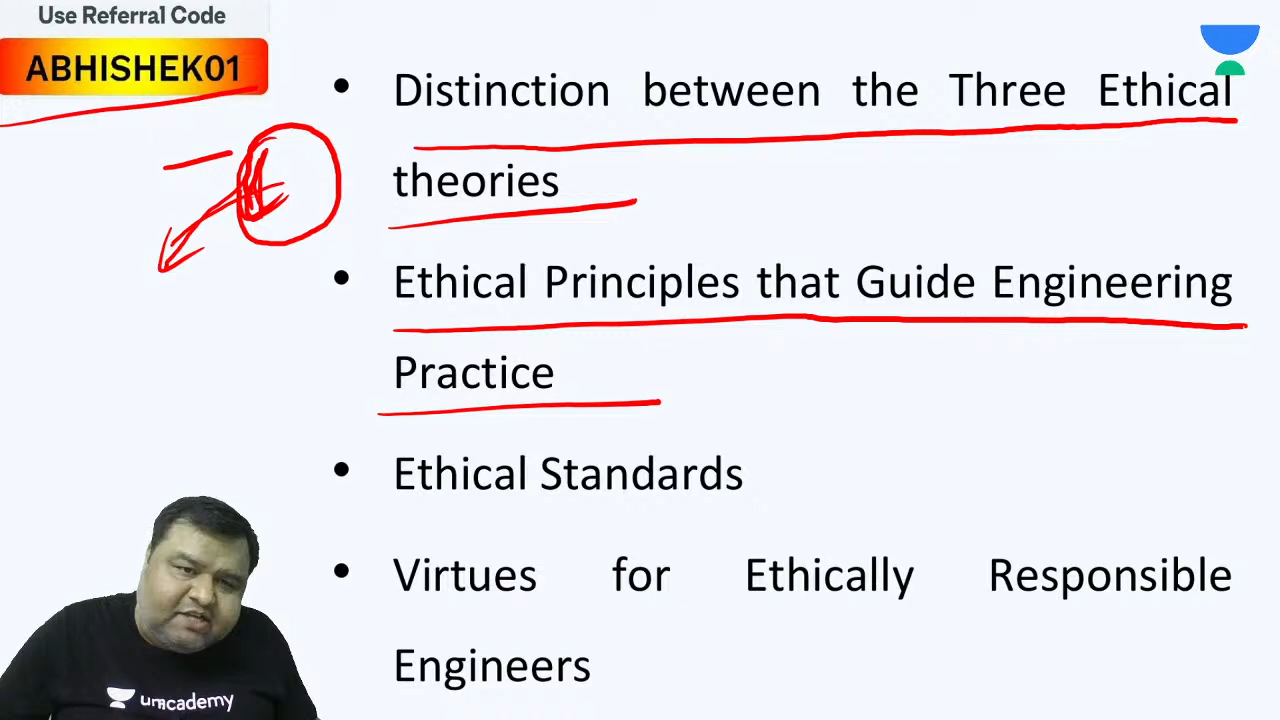 Use Referral Code
ABHISHEK01
• Distinction between the Three Ethical
theories
• Ethical Principles that Guide Engineering
Practice
• Ethical Standards
• Virtues for Ethically Responsible
Engineers
unacademy